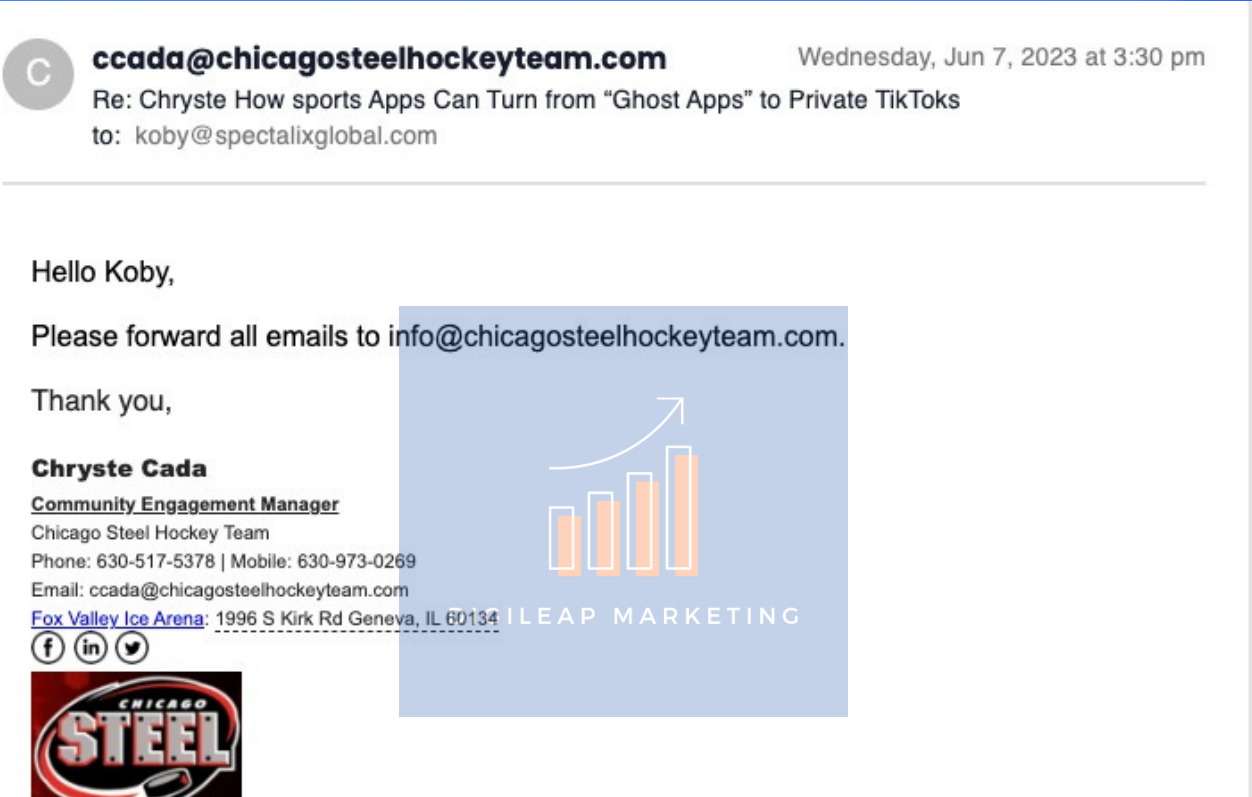 C
ccada@chicagosteelhockeyteam.com
Wednesday, Jun 7, 2023 at 3:30 pm
Re: Chryste How sports Apps Can Turn from “Ghost Apps” to Private TikToks
to: koby@spectalixglobal.com
Hello Koby,
Please forward all emails to info@chicagosteelhockeyteam.com.
Thank you,
Chryste Cada
Community Engagement Manager
Chicago Steel Hockey Team
Phone: 630-517-5378 | Mobile: 630-973-0269
Email: ccada@chicagosteelhockeyteam.com
Fox Valley Ice Arena: 1996 S Kirk Rd Geneva, IL 60134
DIGILEAP MARKETING
f in
CHICAGO
STEEL